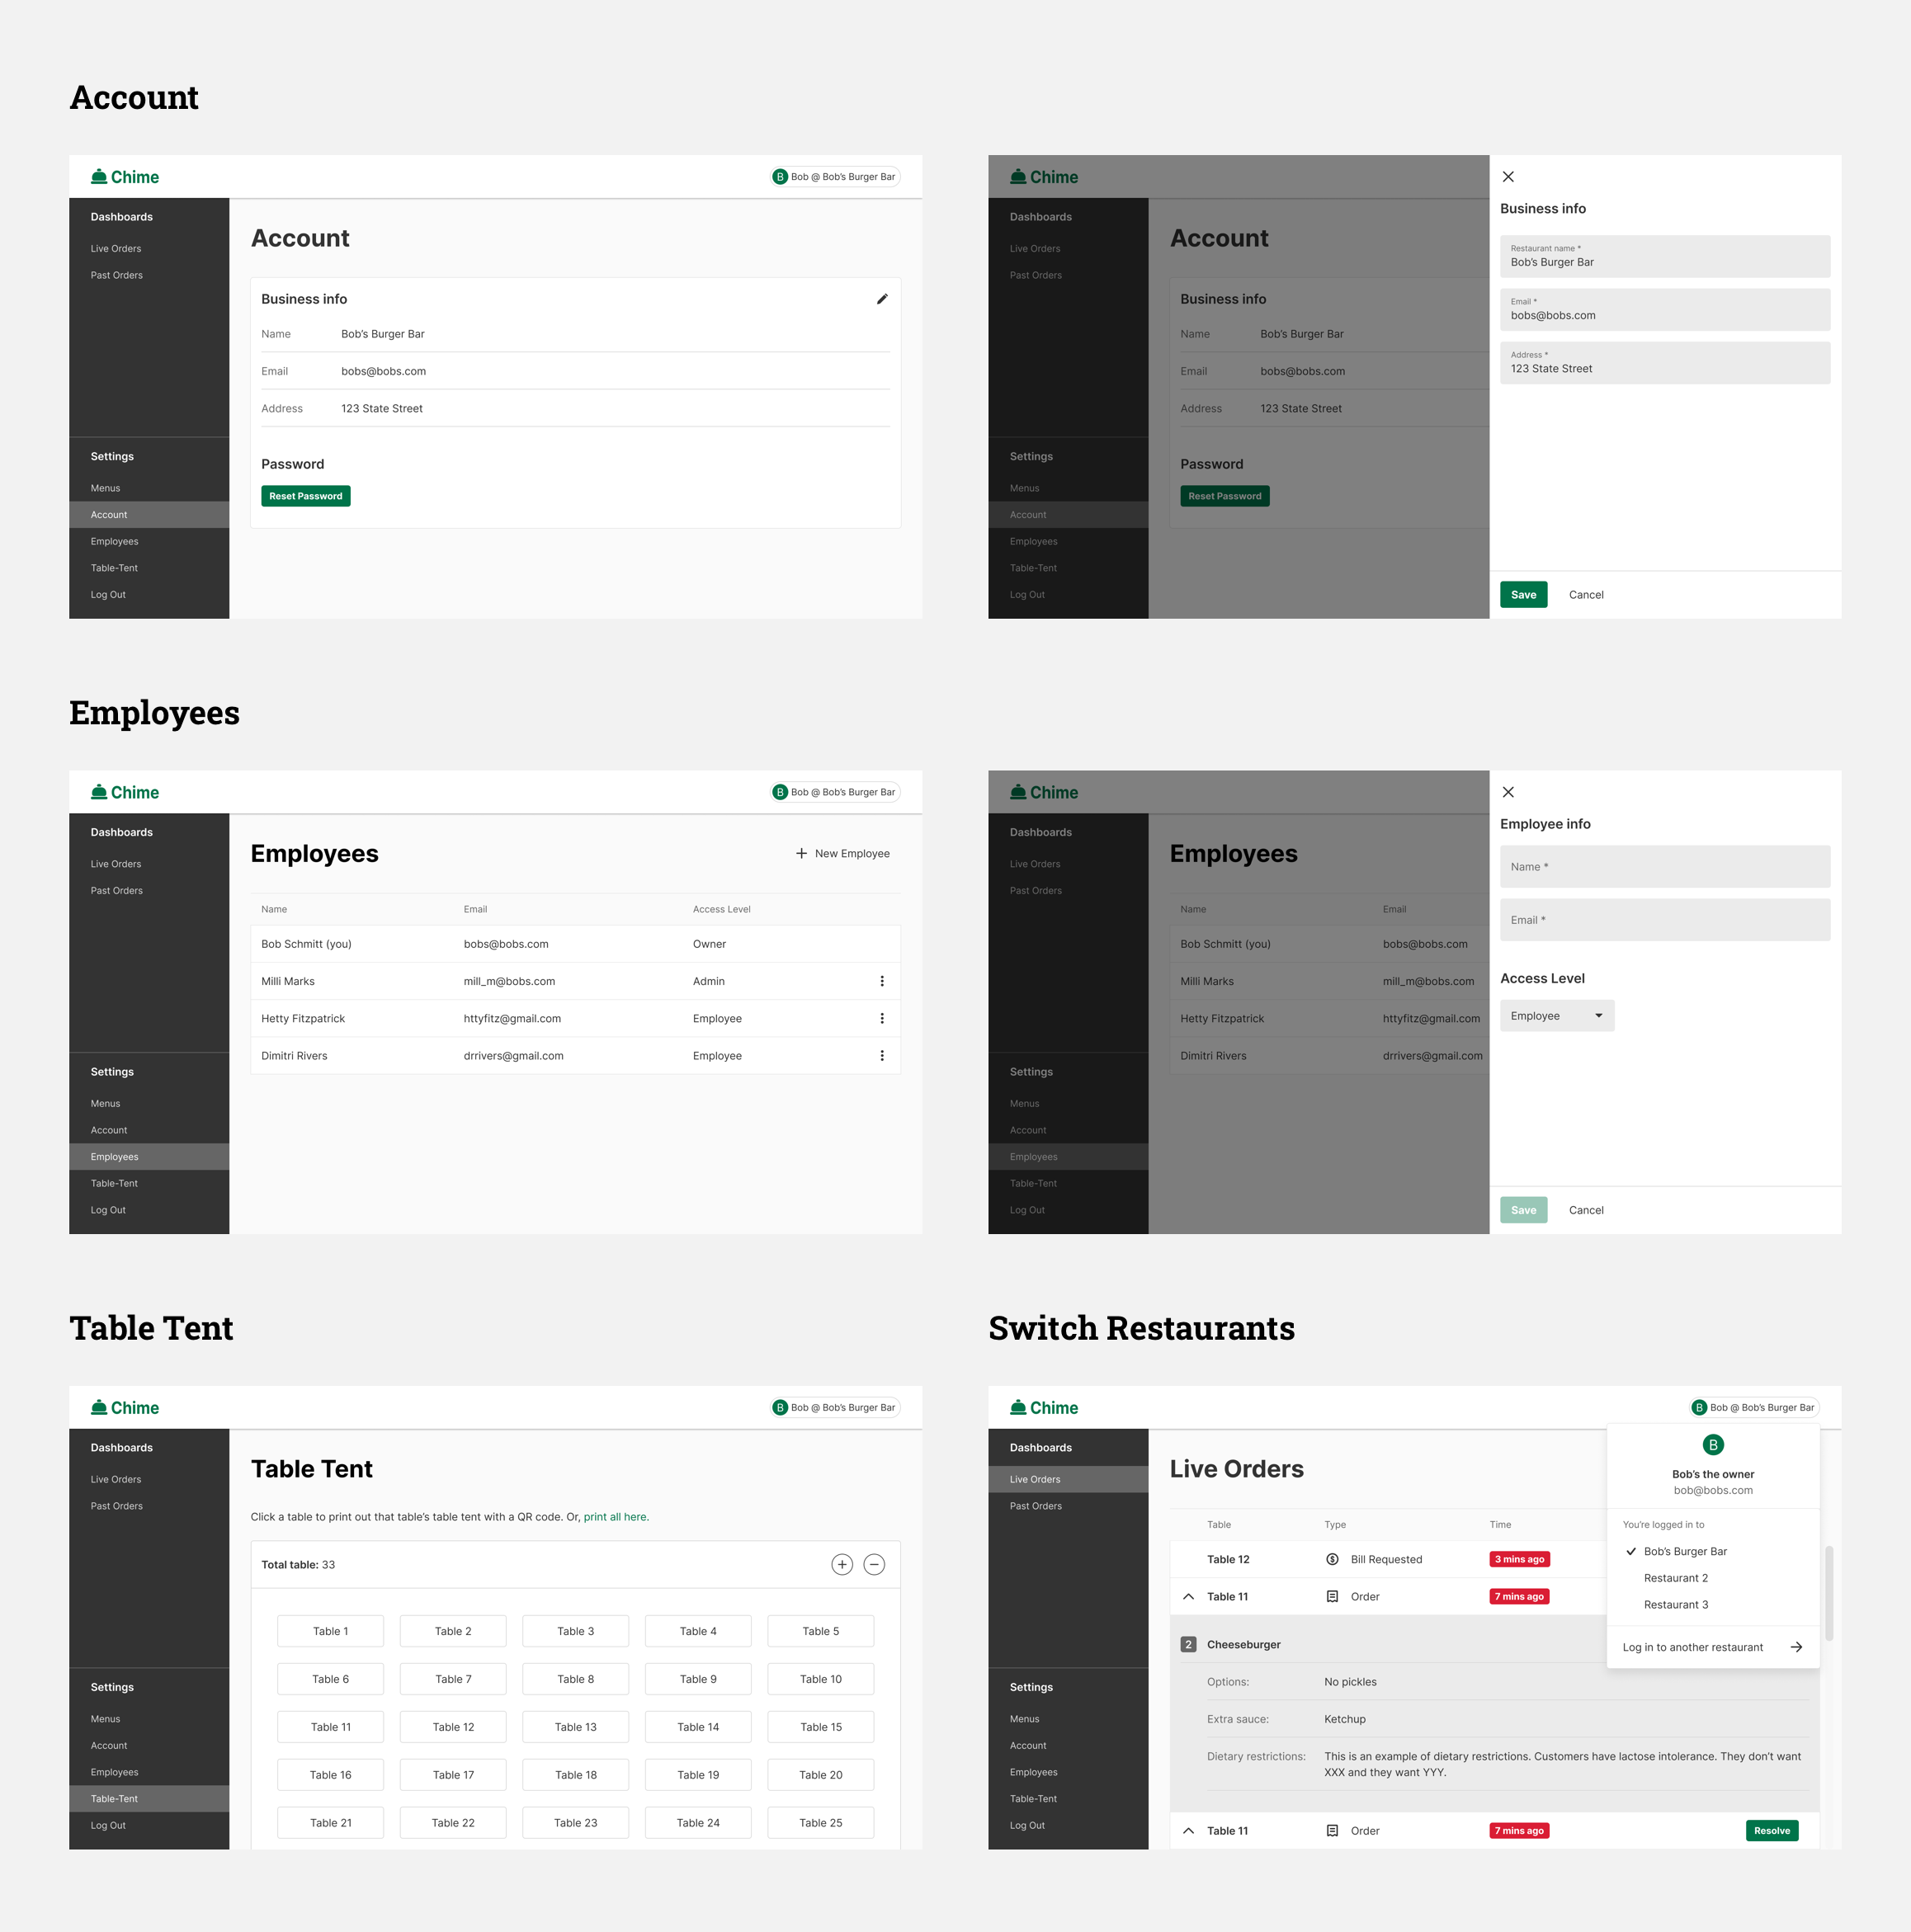 Account
Chime
B Bob @ Bob's Burger Bar
Dashboards
Live Orders
Past Orders
Settings
Menus
Account
Employees
Table-Tent
Log Out
Account
Business info
Name Bob's Burger Bar
Email bobs@bobs.com
Address 123 State Street
Password
Reset Password
Chime
Dashboards
Live Orders
Past Orders
Settings
Menus
Account
Employees
Table-Tent
Log Out
Account
Business info
Name Bob's Burger Bar
Email bobs@bobs.com
Address 123 State Street
Password
Reset Password
Business info
Restaurant name *
Bob's Burger Bar
Email *
bobs@bobs.com
Address *
123 State Street
Save Cancel
Employees
Chime
B Bob @ Bob's Burger Bar
Dashboards
Live Orders
Past Orders
Settings
Menus
Account
Employees
Table-Tent
Log Out
Employees
New Employee
Name Email Access Level
Bob Schmitt (you) bobs@bobs.com Owner
Milli Marks mill_m@bobs.com Admin
Hetty Fitzpatrick httyfitz@gmail.com Employee
Dimitri Rivers drrivers@gmail.com Employee
Chime
Dashboards
Live Orders
Past Orders
Settings
Menus
Account
Employees
Table-Tent
Log Out
Employees
Name Email
Bob Schmitt (you) bobs@bobs.com
Milli Marks mill_m@bobs.com
Hetty Fitzpatrick httyfitz@gmail.com
Dimitri Rivers drrivers@gmail.com
Employee info
Name *
Email *
Access Level
Employee
Save Cancel
Table Tent
Chime
B Bob @ Bob's Burger Bar
Dashboards
Live Orders
Past Orders
Settings
Menus
Account
Employees
Table-Tent
Log Out
Table Tent
Click a table to print out that table's table tent with a QR code. Or, print all here.
Total table: 33
Table 1 Table 2 Table 3 Table 4 Table 5
Table 6 Table 7 Table 8 Table 9 Table 10
Table 11 Table 12 Table 13 Table 14 Table 15
Table 16 Table 17 Table 18 Table 19 Table 20
Table 21 Table 22 Table 23 Table 24 Table 25
Switch Restaurants
Chime
B Bob @ Bob's Burger Bar
Dashboards
Live Orders
Past Orders
Settings
Menus
Account
Employees
Table-Tent
Log Out
Live Orders
Table Type Time
Table 12 Bill Requested 3 mins ago
Table 11 Order 7 mins ago
2 Cheeseburger
Options: No pickles
Extra sauce: Ketchup
Dietary restrictions: This is an example of dietary restrictions. Customers have lactose intolerance. They don't want
XXX and they want YYY.
Table 11 Order 7 mins ago Resolve
B
Bob's the owner
bob@bobs.com
You're logged in to
Bob's Burger Bar
Restaurant 2
Restaurant 3
Log in to another restaurant